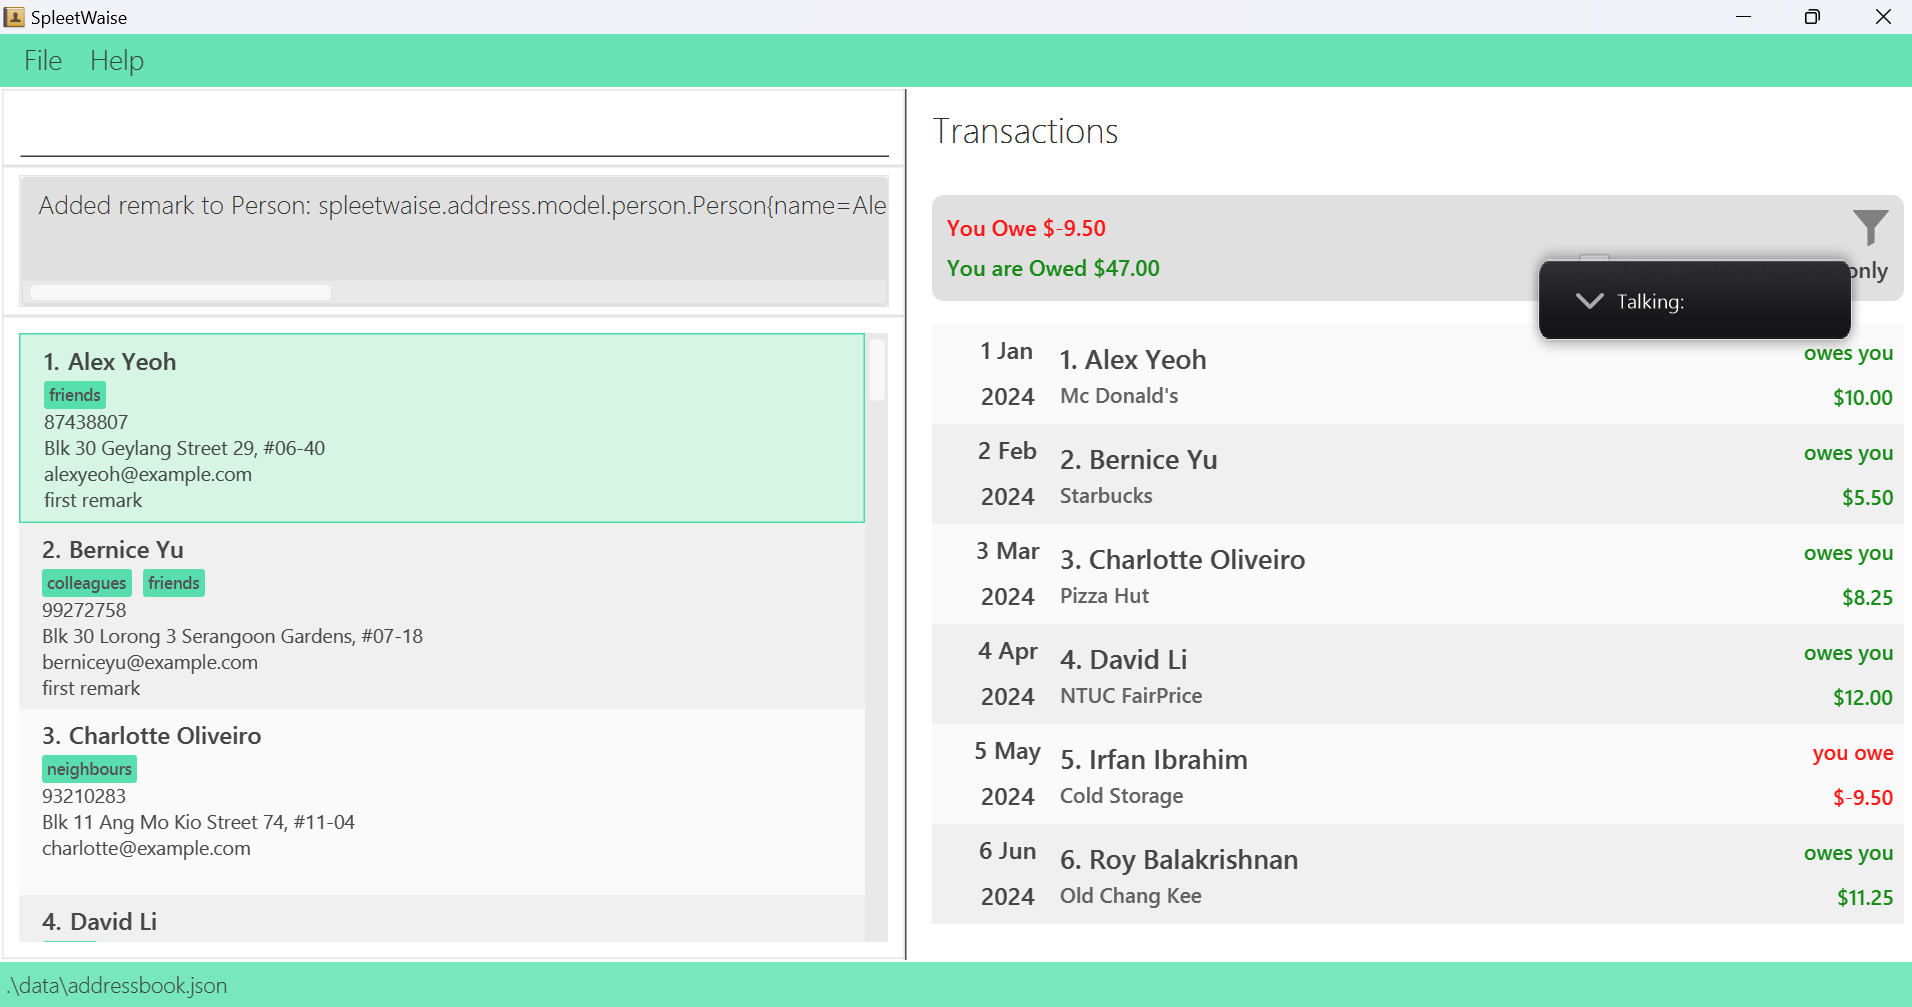 SpleetWaise
File Help
Added remark to Person: spleetwaise.address.model.person.Person{name=Ale
1. Alex Yeoh
friends
87438807
Blk 30 Geylang Street 29, #06-40
alexyeoh@example.com
first remark
2. Bernice Yu
colleagues friends
99272758
Blk 30 Lorong 3 Serangoon Gardens, #07-18
berniceyu@example.com
first remark
3. Charlotte Oliveiro
neighbours
93210283
Blk 11 Ang Mo Kio Street 74, #11-04
charlotte@example.com
4. David Li
Transactions
You Owe $-9.50
You are Owed $47.00
only
Talking:
1 Jan
2024
1. Alex Yeoh
Mc Donald's
owes you
$10.00
2 Feb
2024
2. Bernice Yu
Starbucks
owes you
$5.50
3 Mar
2024
3. Charlotte Oliveiro
Pizza Hut
owes you
$8.25
4 Apr
2024
4. David Li
NTUC FairPrice
owes you
$12.00
5 May
2024
5. Irfan Ibrahim
Cold Storage
you owe
$-9.50
6 Jun
2024
6. Roy Balakrishnan
Old Chang Kee
owes you
$11.25
.\data\addressbook.json